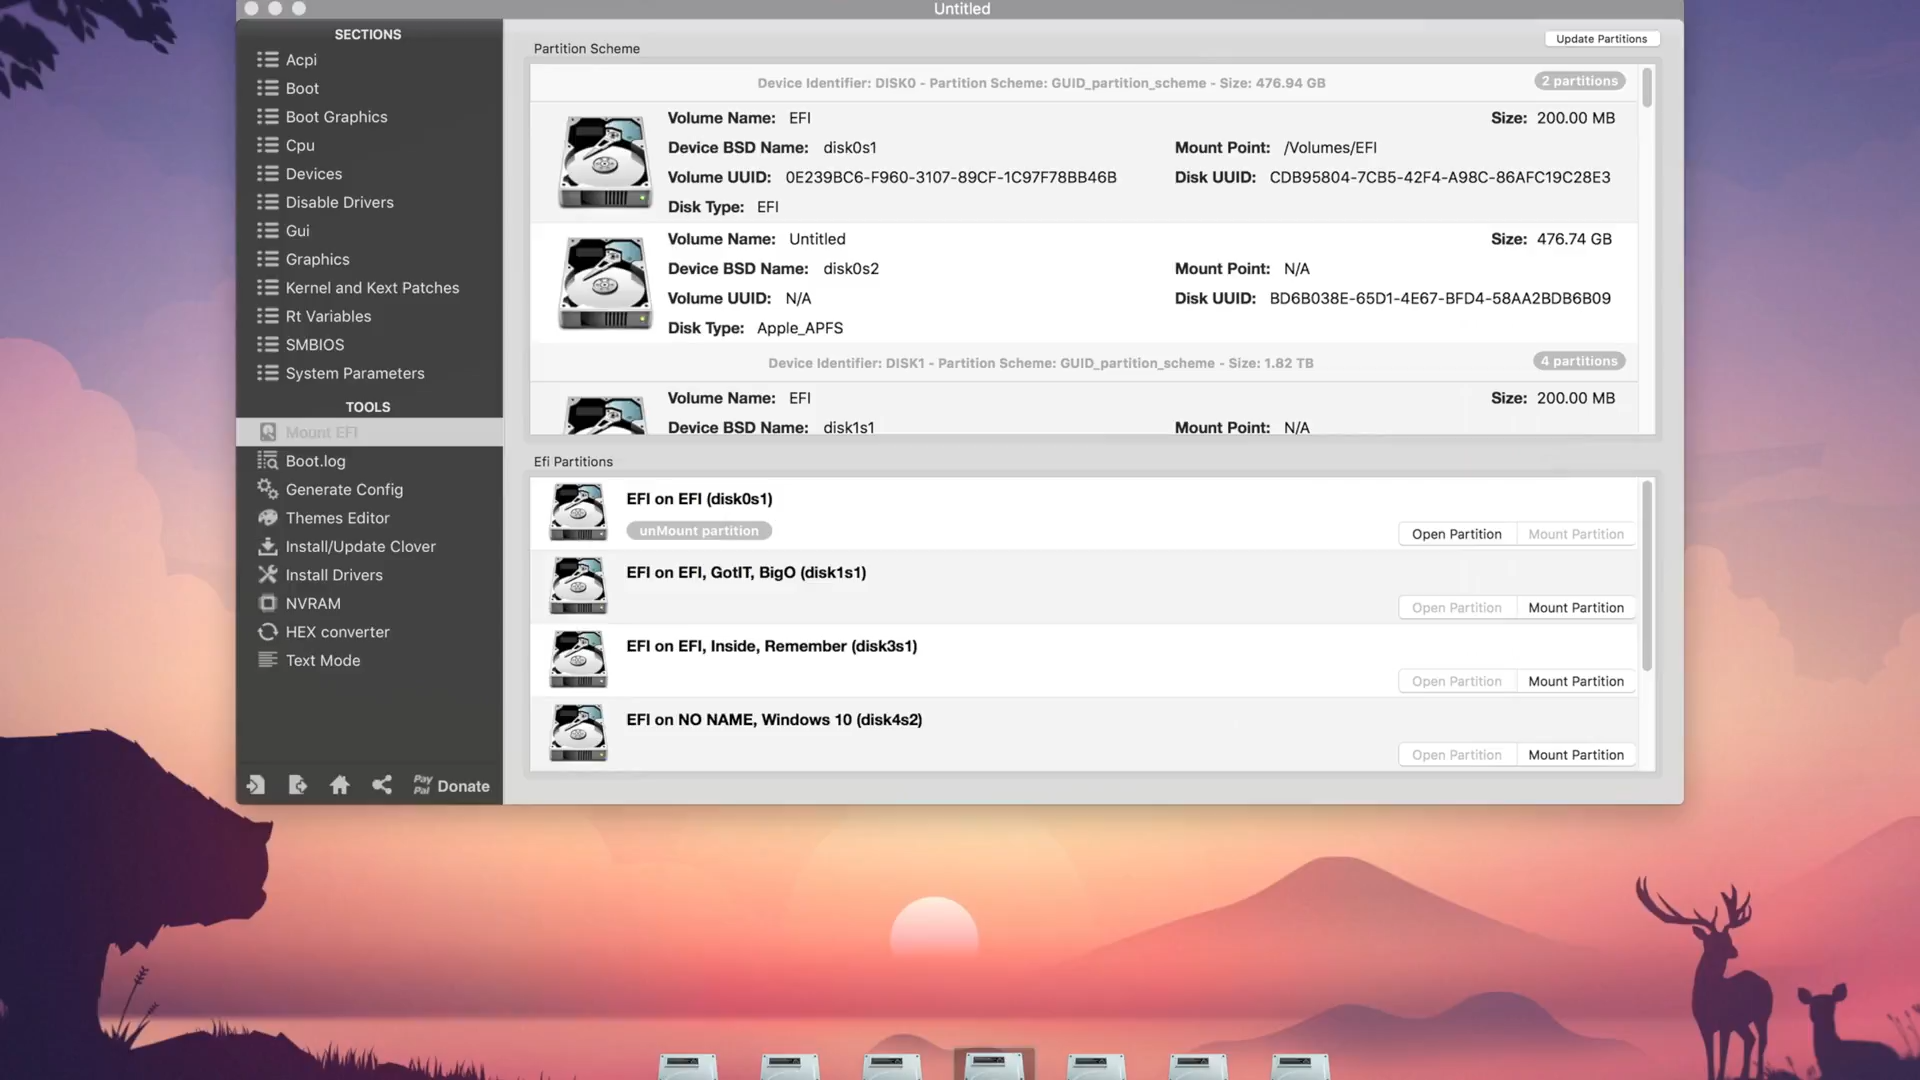 Untitled
SECTIONS
Acpi
Boot
Boot Graphics
Cpu
Devices
Disable Drivers
Gui
Graphics
Kernel and Kext Patches
Rt Variables
SMBIOS
System Parameters
TOOLS
Mount EFI
Boot.log
Generate Config
Themes Editor
Install/Update Clover
Install Drivers
NVRAM
HEX converter
Text Mode
Pay
Pal
Donate
Update Partitions
Partition Scheme
Device Identifier: DISK0 - Partition Scheme: GUID_partition_scheme - Size: 476.94 GB
2 partitions
Volume Name: EFI
Size: 200.00 MB
Device BSD Name: disk0s1
Mount Point: /Volumes/EFI
Volume UUID: 0E239BC6-F960-3107-89CF-1C97F78BB46B
Disk UUID: CDB95804-7CB5-42F4-A98C-86AFC19C28E3
Disk Type: EFI
Volume Name: Untitled
Size: 476.74 GB
Device BSD Name: disk0s2
Mount Point: N/A
Volume UUID: N/A
Disk UUID: BD6B038E-65D1-4E67-BFD4-58AA2BDB6B09
Disk Type: Apple_APFS
Device Identifier: DISK1 - Partition Scheme: GUID_partition_scheme - Size: 1.82 TB
4 partitions
Volume Name: EFI
Size: 200.00 MB
Device BSD Name: disk1s1
Mount Point: N/A
Efi Partitions
EFI on EFI (disk0s1)
unMount partition
Open Partition
Mount Partition
EFI on EFI, GotIT, BigO (disk1s1)
Open Partition
Mount Partition
EFI on EFI, Inside, Remember (disk3s1)
Open Partition
Mount Partition
EFI on NO NAME, Windows 10 (disk4s2)
Open Partition
Mount Partition